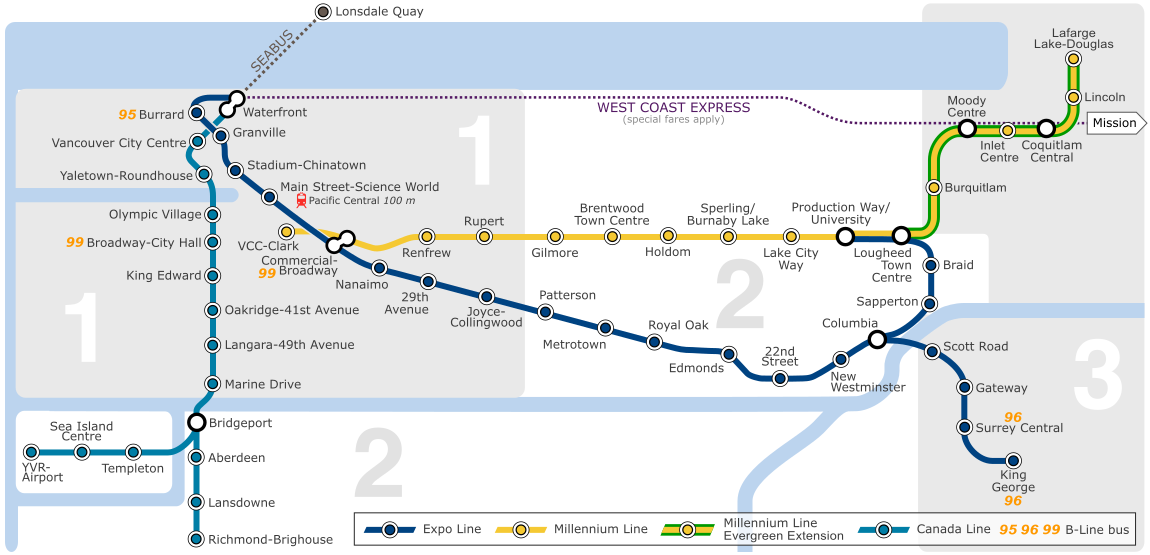 Lonsdale Quay
SEABUS
Lafarge
Lake-Douglas
Lincoln
95 Burrard
Waterfront
WEST COAST EXPRESS
(special fares apply)
Moody
Centre
Mission
Granville
1
Vancouver City Centre
Inlet
Centre
Coquitlam
Central
Stadium-Chinatown
Yaletown-Roundhouse
Main Street-Science World
Pacific Central 100 m
Burquitlam
Olympic Village
99 Broadway-City Hall
VCC-Clark
Commercial-
Broadway
99
Renfrew
Rupert
Gilmore
Brentwood
Town Centre
Holdom
Sperling/
Burnaby Lake
Lake City
Way
Production Way/
University
Lougheed
Town
Centre
Braid
King Edward
Nanaimo
29th
Avenue
Joyce-
Collingwood
Patterson
Metrotown
Royal Oak
Edmonds
22nd
Street
New
Westminster
Columbia
Sapperton
2
1
Oakridge-41st Avenue
Langara-49th Avenue
Marine Drive
Scott Road
Gateway
3
96
Surrey Central
King
George
96
Bridgeport
Sea Island
Centre
YVR-
Airport
Templeton
Aberdeen
2
Lansdowne
Richmond-Brighouse
Expo Line
Millennium Line
Millennium Line
Evergreen Extension
Canada Line
95 96 99 B-Line bus